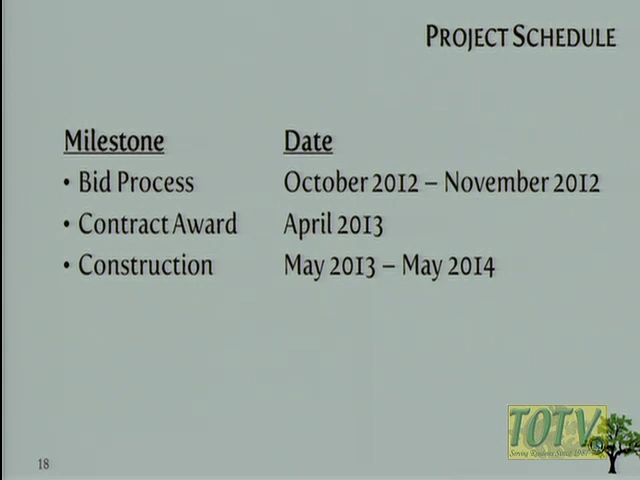 PROJECT SCHEDULE
Milestone Date
• Bid Process October 2012 – November 2012
• Contract Award April 2013
• Construction May 2013 – May 2014
TOTV
Serving Residents Since 1987
18